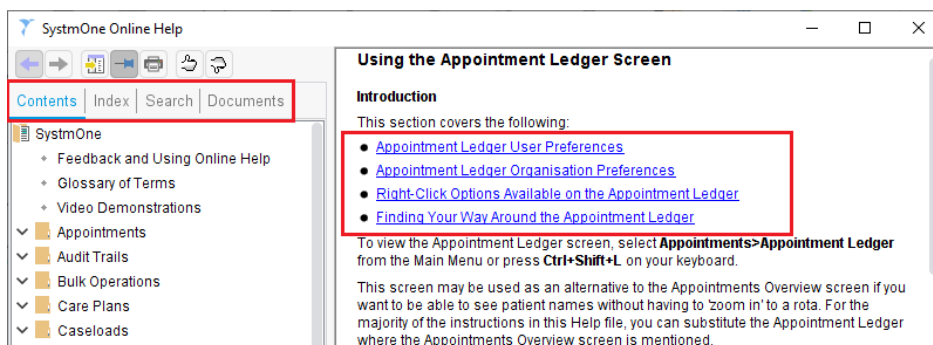 SystmOne Online Help
Contents Index Search Documents
SystmOne
Feedback and Using Online Help
Glossary of Terms
Video Demonstrations
Appointments
Audit Trails
Bulk Operations
Care Plans
Caseloads
Using the Appointment Ledger Screen
Introduction
This section covers the following:
Appointment Ledger User Preferences
Appointment Ledger Organisation Preferences
Right-Click Options Available on the Appointment Ledger
Finding Your Way Around the Appointment Ledger
To view the Appointment Ledger screen, select Appointments>Appointment Ledger
from the Main Menu or press Ctrl+Shift+L on your keyboard.
This screen may be used as an alternative to the Appointments Overview screen if you
want to be able to see patient names without having to 'zoom in' to a rota. For the
majority of the instructions in this Help file, you can substitute the Appointment Ledger
where the Appointments Overview screen is mentioned.